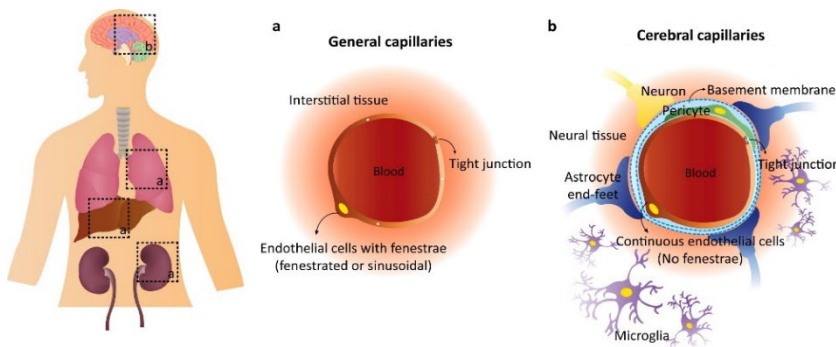 b
a
a
a
a
General capillaries
Interstitial tissue
Blood
Tight junction
Endothelial cells with fenestrae
(fenestrated or sinusoidal)
b
Cerebral capillaries
Neuron
Basement membrane
Pericyte
Neural tissue
Tight junction
Astrocyte
end-feet
Blood
Continuous endothelial cells
(No fenestrae)
Microglia